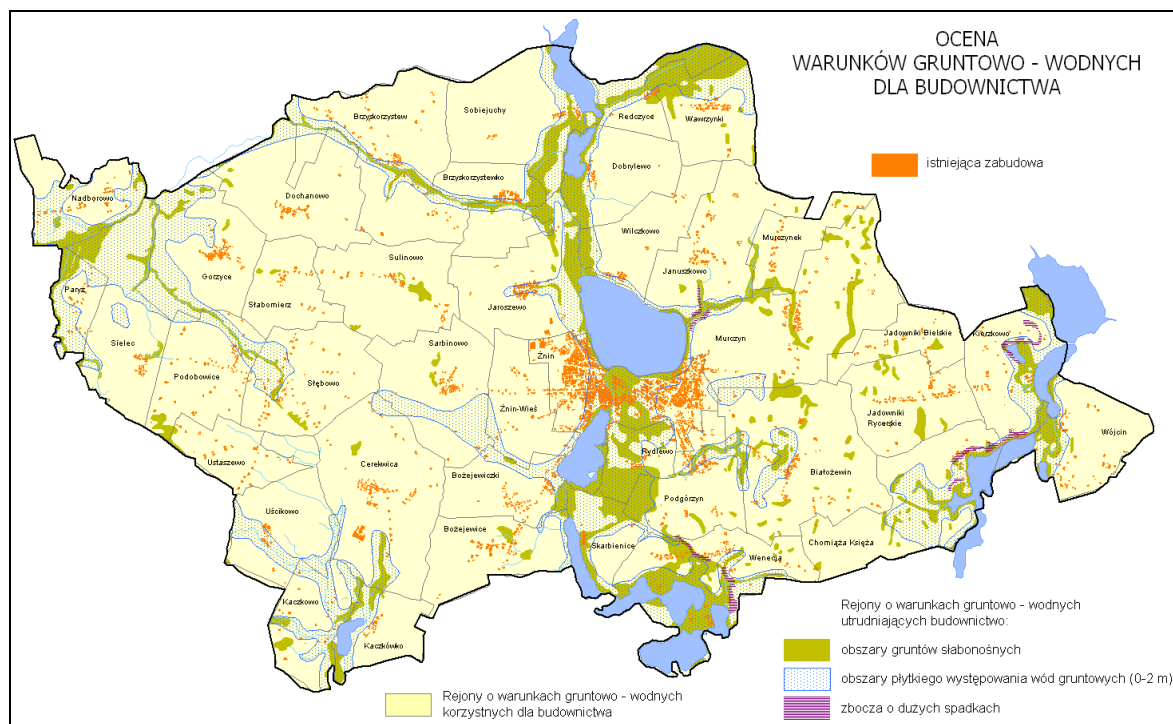 OCENA
WARUNKÓW GRUNTOWO - WODNYCH
DLA BUDOWNICTWA
istniejąca zabudowa
Sobiejuchy
Brzyskorzystew
Redczyce
Wawrzynki
Dobrylewo
Brzyskorzystewko
Dochanowo
Nadborowo
Wilczkowo
Murczynek
Sulinowo
Januszkowo
Gorzyce
Paryż
Słabomierz
Jaroszewo
Kierzkowo
Jadowniki Bielskie
Sielec
Sarbinowo
Murczyn
Żnin
Podobowice
Słębowo
Żnin-Wieś
Jadowniki
Rycerskie
Wójcin
Rydlewo
Ustaszewo
Cerekwica
Bożejewiczki
Białożewin
Podgórzyn
Uścikowo
Bożejewice
Skarbienice
Wenecja
Chomiąża Księża
Kaczkowo
Kaczkówko
Rejony o warunkach gruntowo - wodnych
utrudniających budownictwo:
obszary gruntów słabonośnych
obszary płytkiego występowania wód gruntowych (0-2 m)
zbocza o dużych spadkach
Rejony o warunkach gruntowo - wodnych
korzystnych dla budownictwa